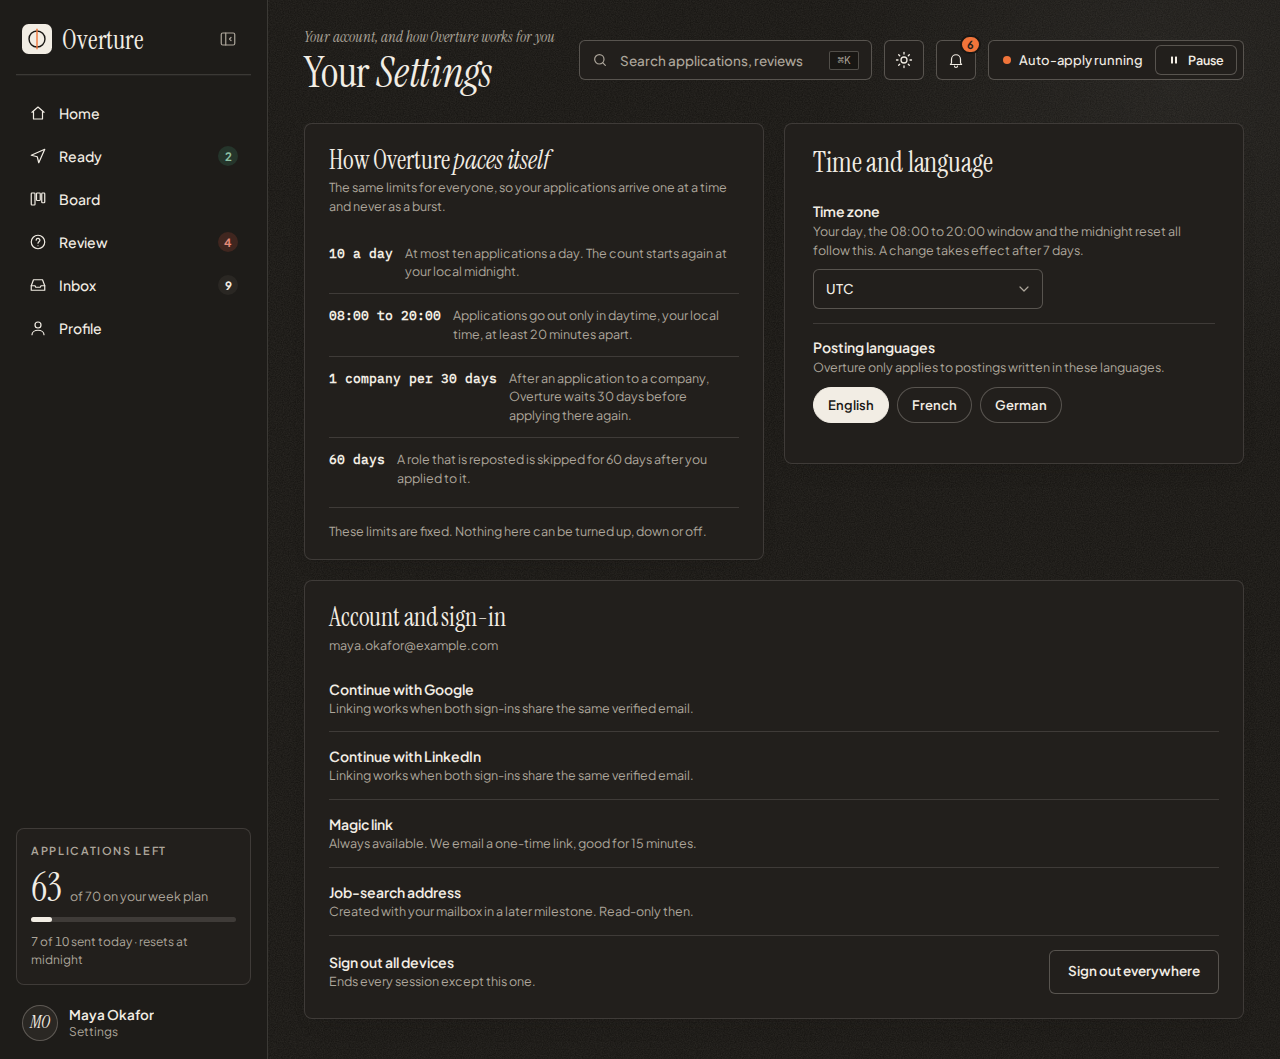 Overture
Home
Ready 2
Board
Review 4
Inbox 9
Profile
APPLICATIONS LEFT
63 of 70 on your week plan
7 of 10 sent today · resets at
midnight
MO
Maya Okafor
Settings
Your account, and how Overture works for you
Your Settings
Search applications, reviews ⌘K
6
Auto-apply running
Pause
How Overture paces itself
The same limits for everyone, so your applications arrive one at a time
and never as a burst.
10 a day At most ten applications a day. The count starts again at
your local midnight.
08:00 to 20:00 Applications go out only in daytime, your local
time, at least 20 minutes apart.
1 company per 30 days After an application to a company,
Overture waits 30 days before
applying there again.
60 days A role that is reposted is skipped for 60 days after you
applied to it.
These limits are fixed. Nothing here can be turned up, down or off.
Time and language
Time zone
Your day, the 08:00 to 20:00 window and the midnight reset all
follow this. A change takes effect after 7 days.
UTC
Posting languages
Overture only applies to postings written in these languages.
English French German
Account and sign-in
maya.okafor@example.com
Continue with Google
Linking works when both sign-ins share the same verified email.
Continue with LinkedIn
Linking works when both sign-ins share the same verified email.
Magic link
Always available. We email a one-time link, good for 15 minutes.
Job-search address
Created with your mailbox in a later milestone. Read-only then.
Sign out all devices
Ends every session except this one.
Sign out everywhere